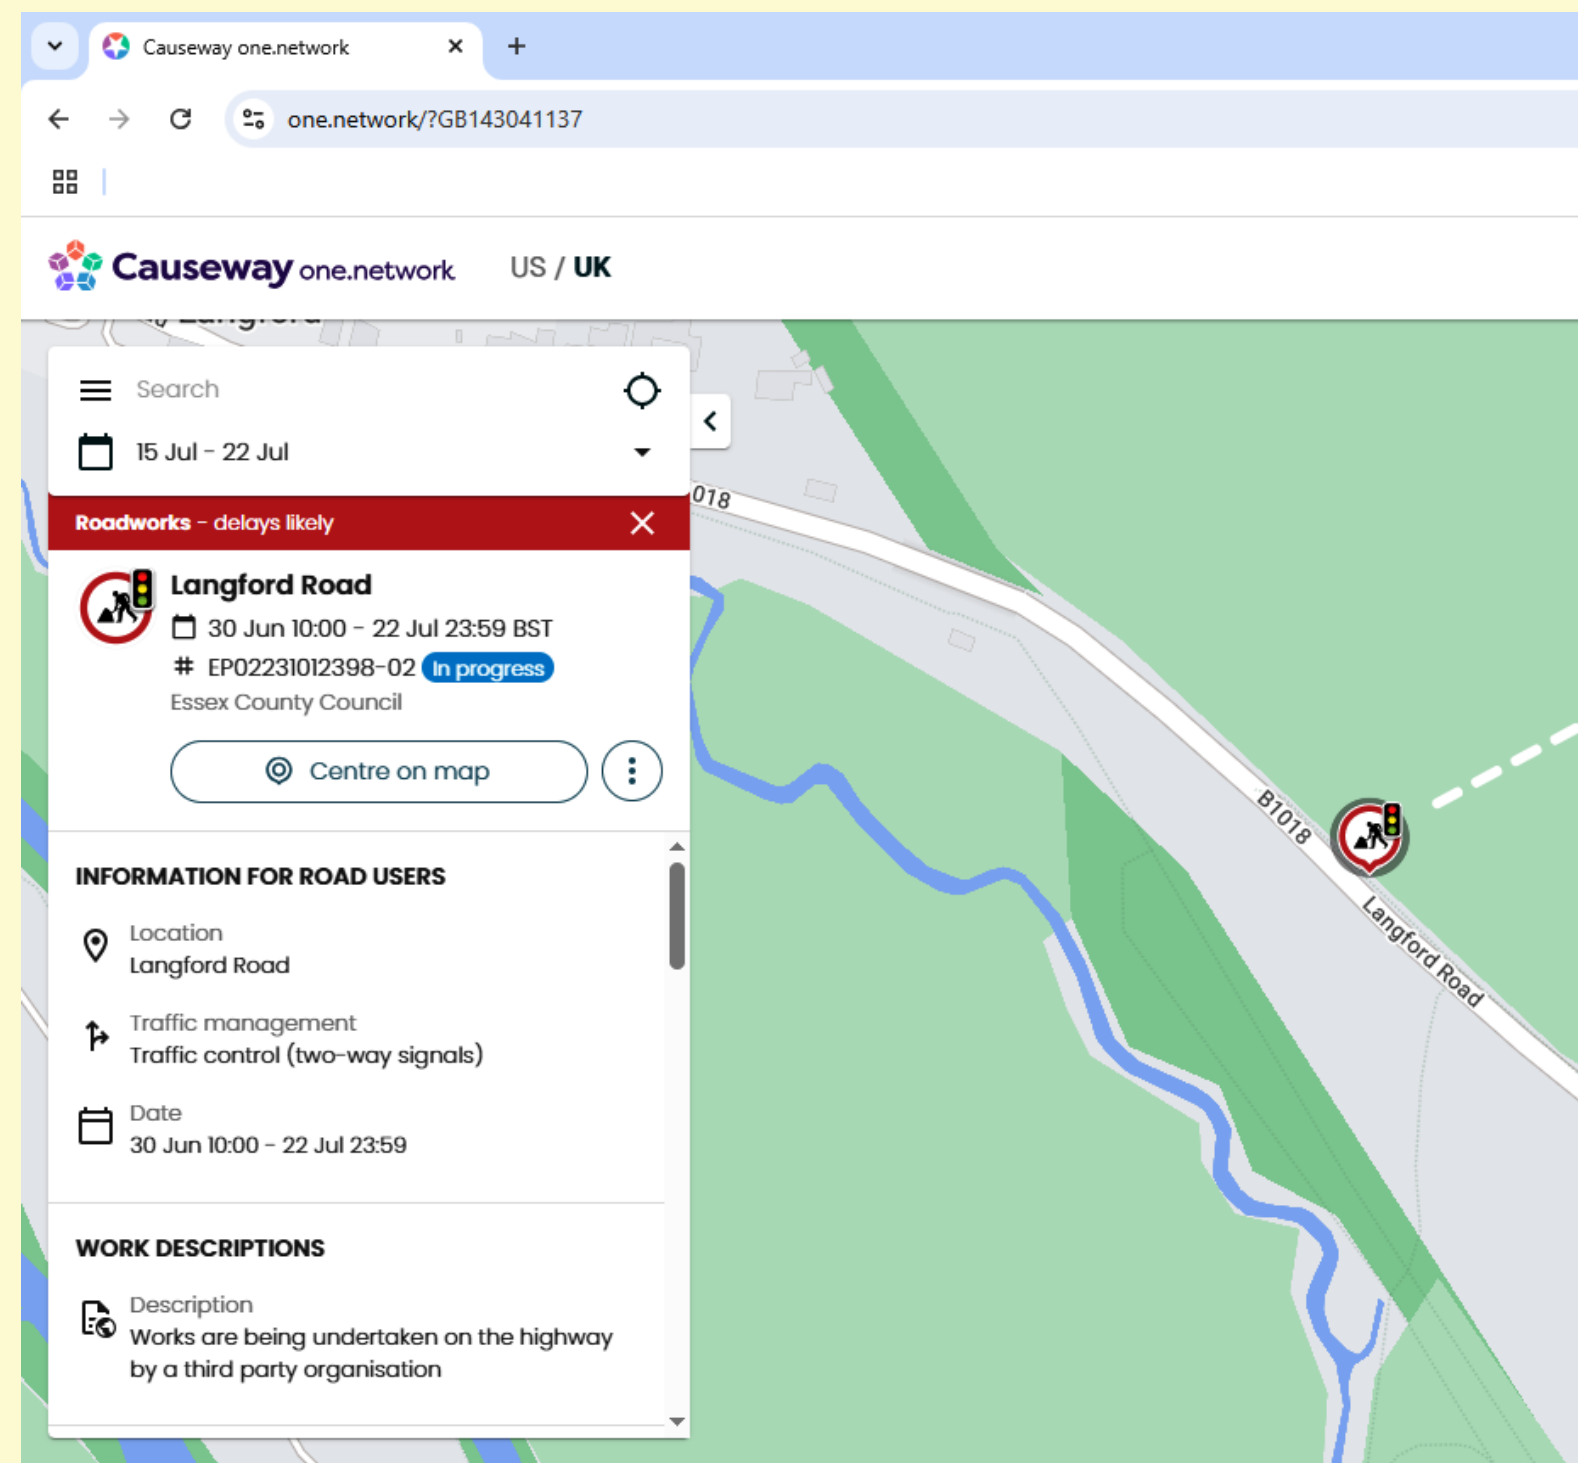 Causeway one.network
one.network/?GB143041137
Causeway one.network US / UK
Langford
Search
15 Jul - 22 Jul
Roadworks - delays likely
Langford Road
30 Jun 10:00 - 22 Jul 23:59 BST
# EP02231012398-02 In progress
Essex County Council
Centre on map
INFORMATION FOR ROAD USERS
Location
Langford Road
Traffic management
Traffic control (two-way signals)
Date
30 Jun 10:00 - 22 Jul 23:59
WORK DESCRIPTIONS
Description
Works are being undertaken on the highway
by a third party organisation
018
B1018
Langford Road